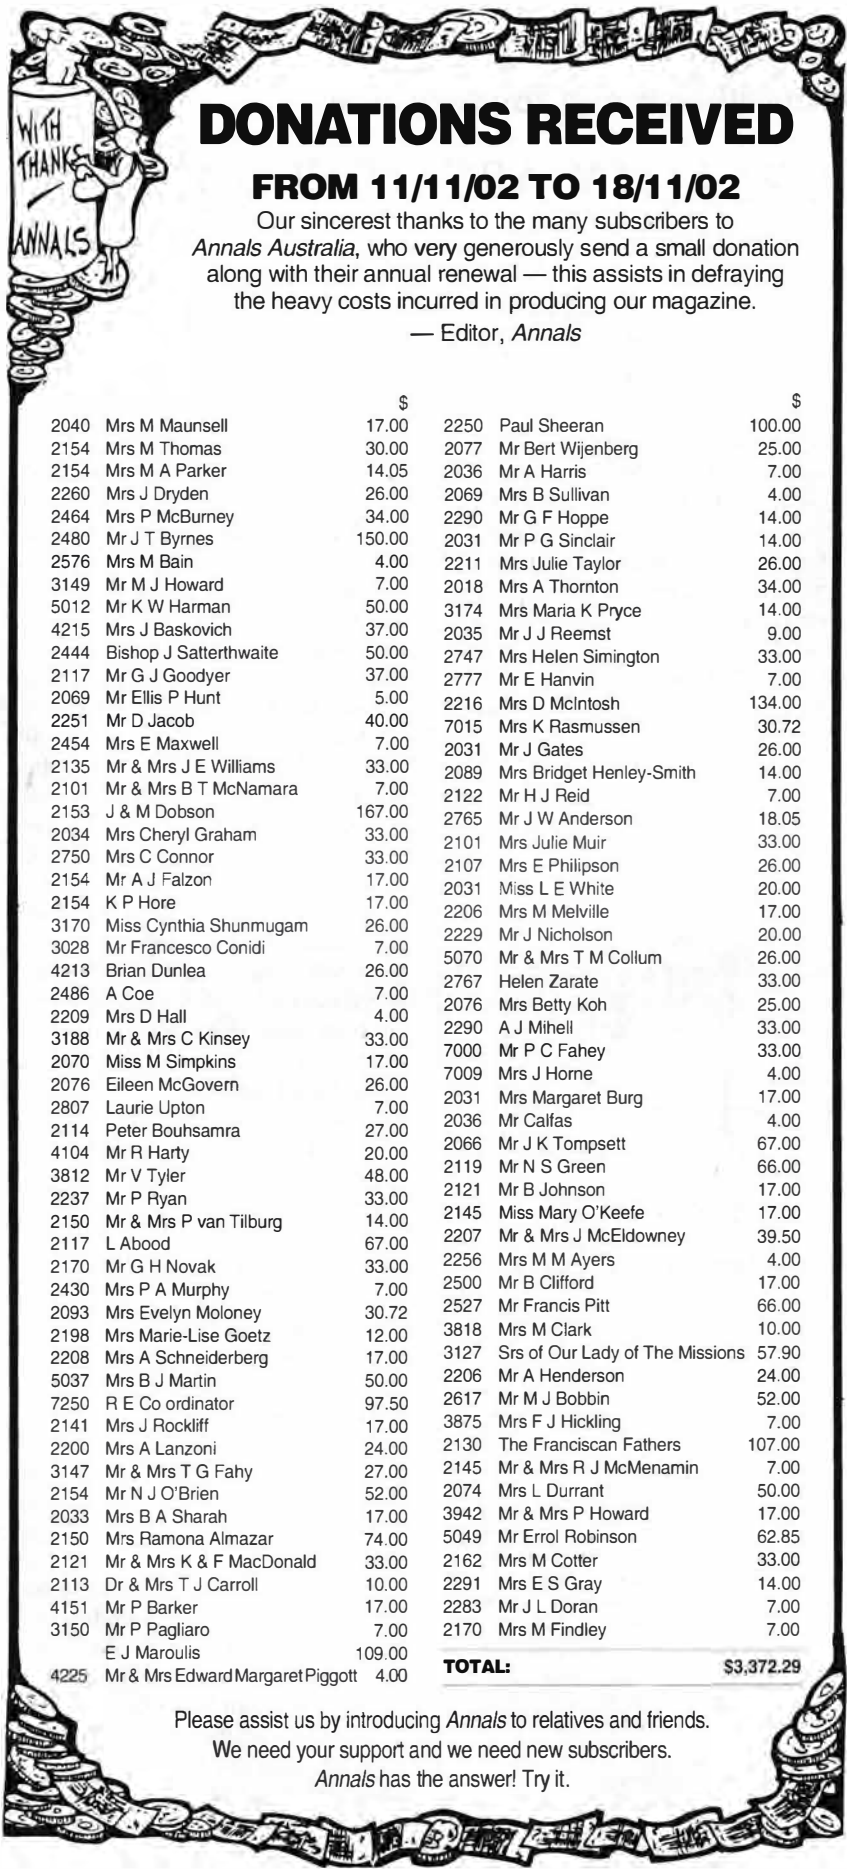 WITH
THANKS
ANNALS
DONATIONS RECEIVED
FROM 11/11/02 TO 18/11/02
Our sincerest thanks to the many subscribers to
Annals Australia, who very generously send a small donation
along with their annual renewal — this assists in defraying
the heavy costs incurred in producing our magazine.
— Editor, Annals
$
2040 Mrs M Maunsell 17.00
2154 Mrs M Thomas 30.00
2154 Mrs M A Parker 14.05
2260 Mrs J Dryden 26.00
2464 Mrs P McBurney 34.00
2480 Mr J T Byrnes 150.00
2576 Mrs M Bain 4.00
3149 Mr M J Howard 7.00
5012 Mr K W Harman 50.00
4215 Mrs J Baskovich 37.00
2444 Bishop J Satterthwaite 50.00
2117 Mr G J Goodyer 37.00
2069 Mr Ellis P Hunt 5.00
2251 Mr D Jacob 40.00
2454 Mrs E Maxwell 7.00
2135 Mr & Mrs J E Williams 33.00
2101 Mr & Mrs B T McNamara 7.00
2153 J & M Dobson 167.00
2034 Mrs Cheryl Graham 33.00
2750 Mrs C Connor 33.00
2154 Mr A J Falzon 17.00
2154 K P Hore 17.00
3170 Miss Cynthia Shunmugam 26.00
3028 Mr Francesco Conidi 7.00
4213 Brian Dunlea 26.00
2486 A Coe 7.00
2209 Mrs D Hall 4.00
3188 Mr & Mrs C Kinsey 33.00
2070 Miss M Simpkins 17.00
2076 Eileen McGovern 26.00
2807 Laurie Upton 7.00
2114 Peter Bouhsamra 27.00
4104 Mr R Harty 20.00
3812 Mr V Tyler 48.00
2237 Mr P Ryan 33.00
2150 Mr & Mrs P van Tilburg 14.00
2117 L Abood 67.00
2170 Mr G H Novak 33.00
2430 Mrs P A Murphy 7.00
2093 Mrs Evelyn Moloney 30.72
2198 Mrs Marie-Lise Goetz 12.00
2208 Mrs A Schneiderberg 17.00
5037 Mrs B J Martin 50.00
7250 R E Co ordinator 97.50
2141 Mrs J Rockliff 17.00
2200 Mrs A Lanzoni 24.00
3147 Mr & Mrs T G Fahy 27.00
2154 Mr N J O'Brien 52.00
2033 Mrs B A Sharah 17.00
2150 Mrs Ramona Almazar 74.00
2121 Mr & Mrs K & F MacDonald 33.00
2113 Dr & Mrs T J Carroll 10.00
4151 Mr P Barker 17.00
3150 Mr P Pagliaro 7.00
E J Maroulis 109.00
4225 Mr & Mrs Edward Margaret Piggott 4.00
$
2250 Paul Sheeran 100.00
2077 Mr Bert Wijenberg 25.00
2036 Mr A Harris 7.00
2069 Mrs B Sullivan 4.00
2290 Mr G F Hoppe 14.00
2031 Mr P G Sinclair 14.00
2211 Mrs Julie Taylor 26.00
2018 Mrs A Thornton 34.00
3174 Mrs Maria K Pryce 14.00
2035 Mr J J Reemst 9.00
2747 Mrs Helen Simington 33.00
2777 Mr E Hanvin 7.00
2216 Mrs D McIntosh 134.00
7015 Mrs K Rasmussen 30.72
2031 Mr J Gates 26.00
2089 Mrs Bridget Henley-Smith 14.00
2122 Mr H J Reid 7.00
2765 Mr J W Anderson 18.05
2101 Mrs Julie Muir 33.00
2107 Mrs E Philipson 26.00
2031 Miss L E White 20.00
2206 Mrs M Melville 17.00
2229 Mr J Nicholson 20.00
5070 Mr & Mrs T M Collum 26.00
2767 Helen Zarate 33.00
2076 Mrs Betty Koh 25.00
2290 A J Mihell 33.00
7000 Mr P C Fahey 33.00
7009 Mrs J Horne 4.00
2031 Mrs Margaret Burg 17.00
2036 Mr Calfas 4.00
2066 Mr J K Tompsett 67.00
2119 Mr N S Green 66.00
2121 Mr B Johnson 17.00
2145 Miss Mary O'Keefe 17.00
2207 Mr & Mrs J McEldowney 39.50
2256 Mrs M M Ayers 4.00
2500 Mr B Clifford 17.00
2527 Mr Francis Pitt 66.00
3818 Mrs M Clark 10.00
3127 Srs of Our Lady of The Missions 57.90
2206 Mr A Henderson 24.00
2617 Mr M J Bobbin 52.00
3875 Mrs F J Hickling 7.00
2130 The Franciscan Fathers 107.00
2145 Mr & Mrs R J McMenamin 7.00
2074 Mrs L Durrant 50.00
3942 Mr & Mrs P Howard 17.00
5049 Mr Errol Robinson 62.85
2162 Mrs M Cotter 33.00
2291 Mrs E S Gray 14.00
2283 Mr J L Doran 7.00
2170 Mrs M Findley 7.00
TOTAL: $3,372.29
Please assist us by introducing Annals to relatives and friends.
We need your support and we need new subscribers.
Annals has the answer! Try it.